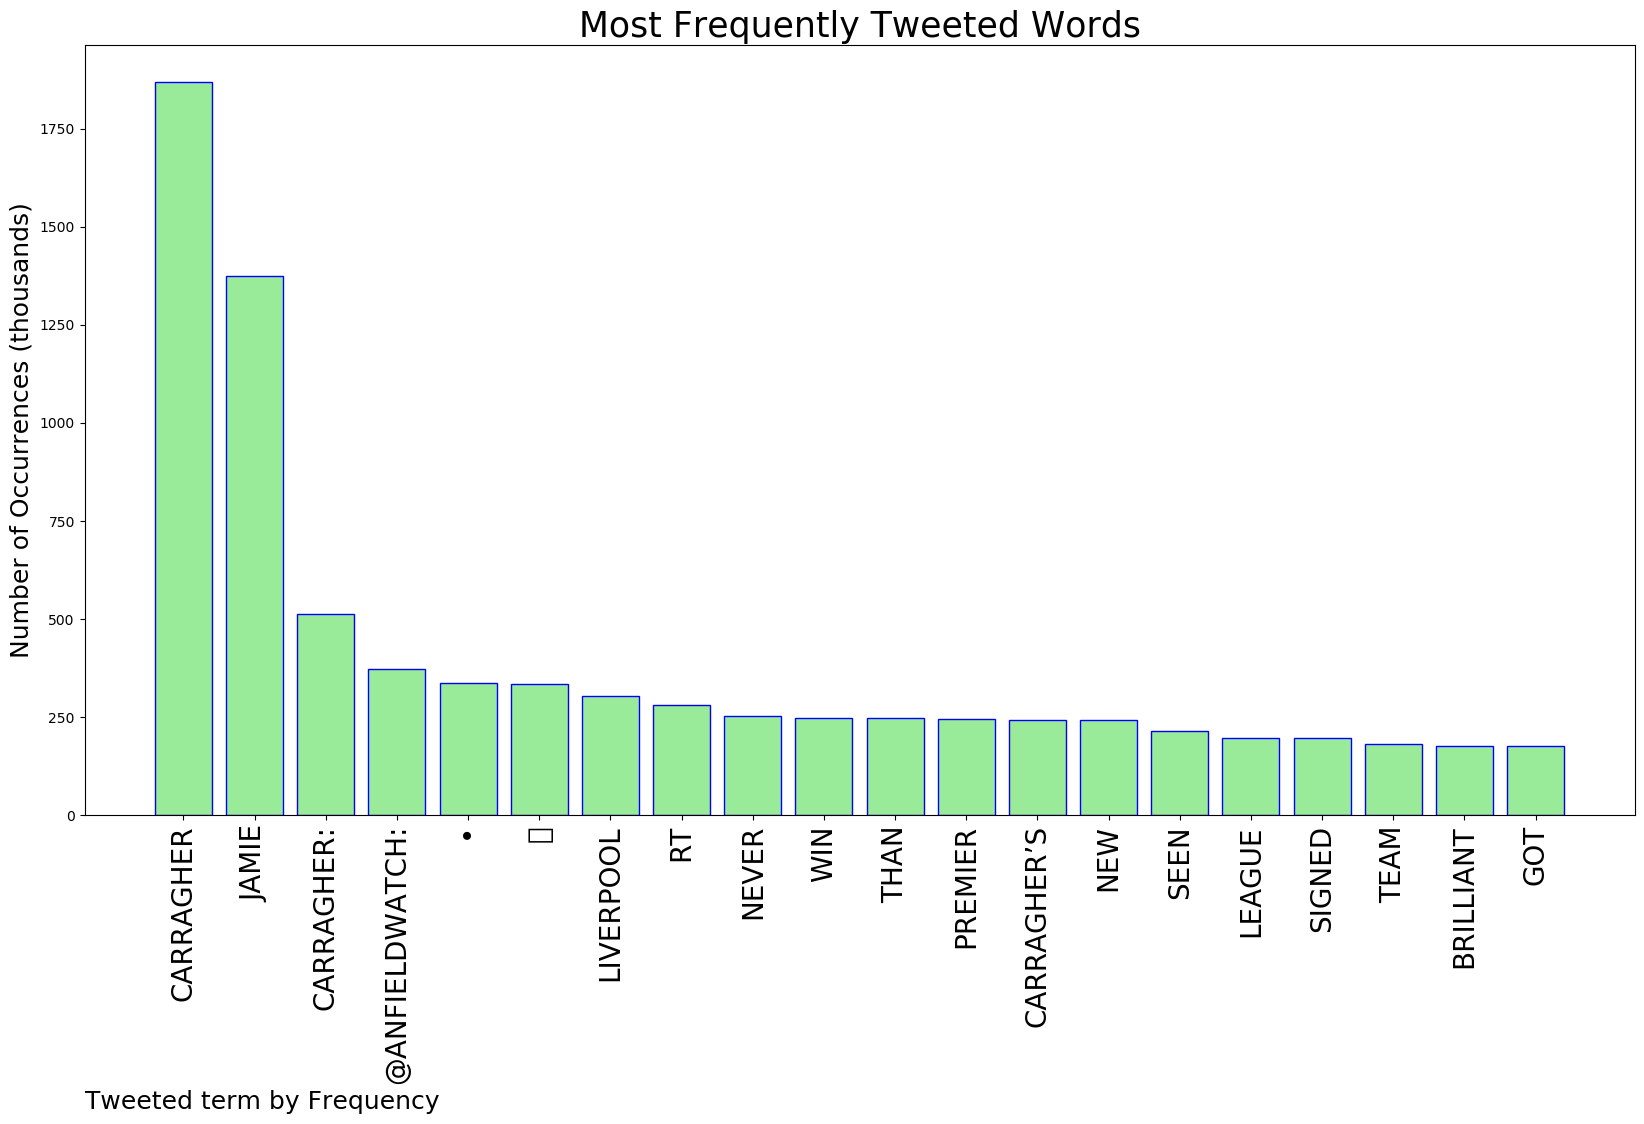 Most Frequently Tweeted Words
Number of Occurrences (thousands)
1750
1500
1250
1000
750
500
250
0
CARRAGHER
JAMIE
CARRAGHER:
@ANFIELDWATCH:
•
▯
LIVERPOOL
RT
NEVER
WIN
THAN
PREMIER
CARRAGHER’S
NEW
SEEN
LEAGUE
SIGNED
TEAM
BRILLIANT
GOT
Tweeted term by Frequency